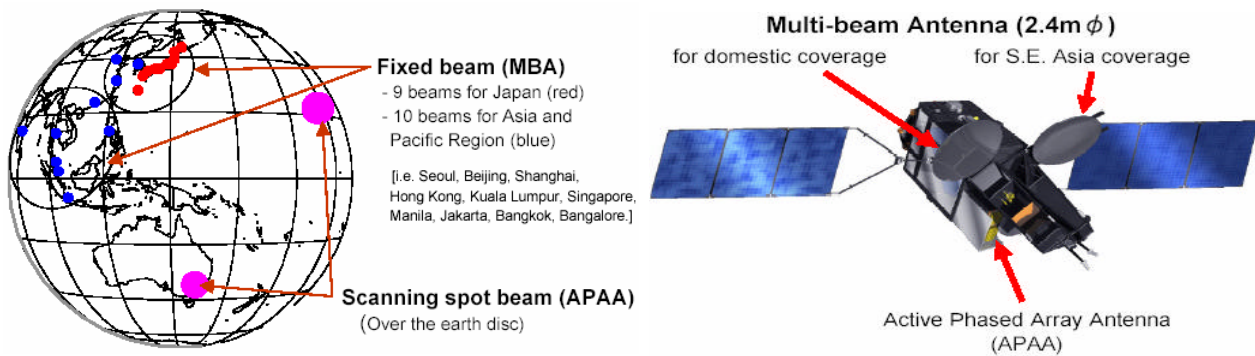 Fixed beam (MBA)
- 9 beams for Japan (red)
- 10 beams for Asia and
Pacific Region (blue)
[i.e. Seoul, Beijing, Shanghai,
Hong Kong, Kuala Lumpur, Singapore,
Manila, Jakarta, Bangkok, Bangalore.]
Scanning spot beam (APAA)
(Over the earth disc)
Multi-beam Antenna (2.4m ϕ)
for domestic coverage
for S.E. Asia coverage
Active Phased Array Antenna
(APAA)